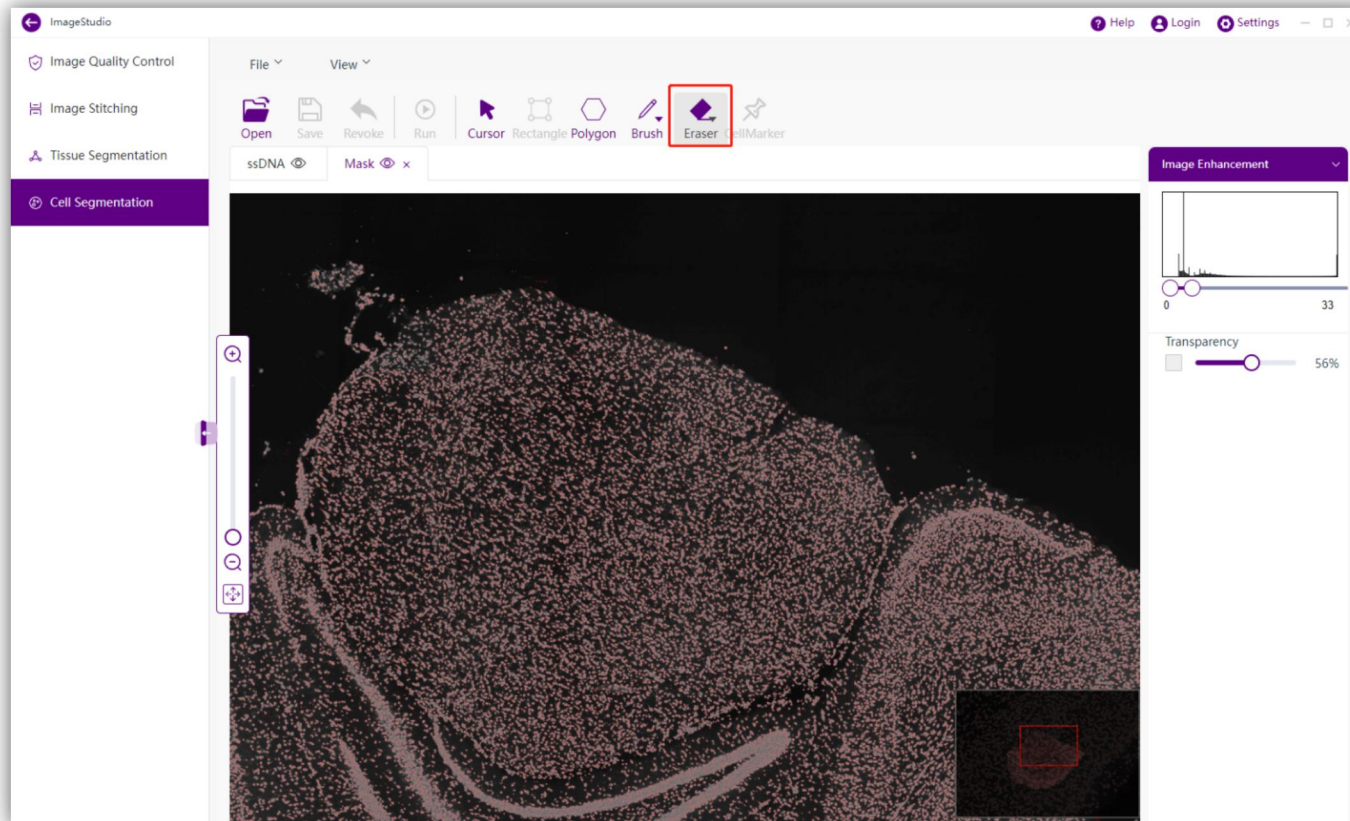 ImageStudio
Help Login Settings
Image Quality Control
Image Stitching
Tissue Segmentation
Cell Segmentation
File View
Open Save Revoke Run Cursor Rectangle Polygon Brush Eraser CellMarker
ssDNA Mask ×
Image Enhancement
0 33
Transparency
56%